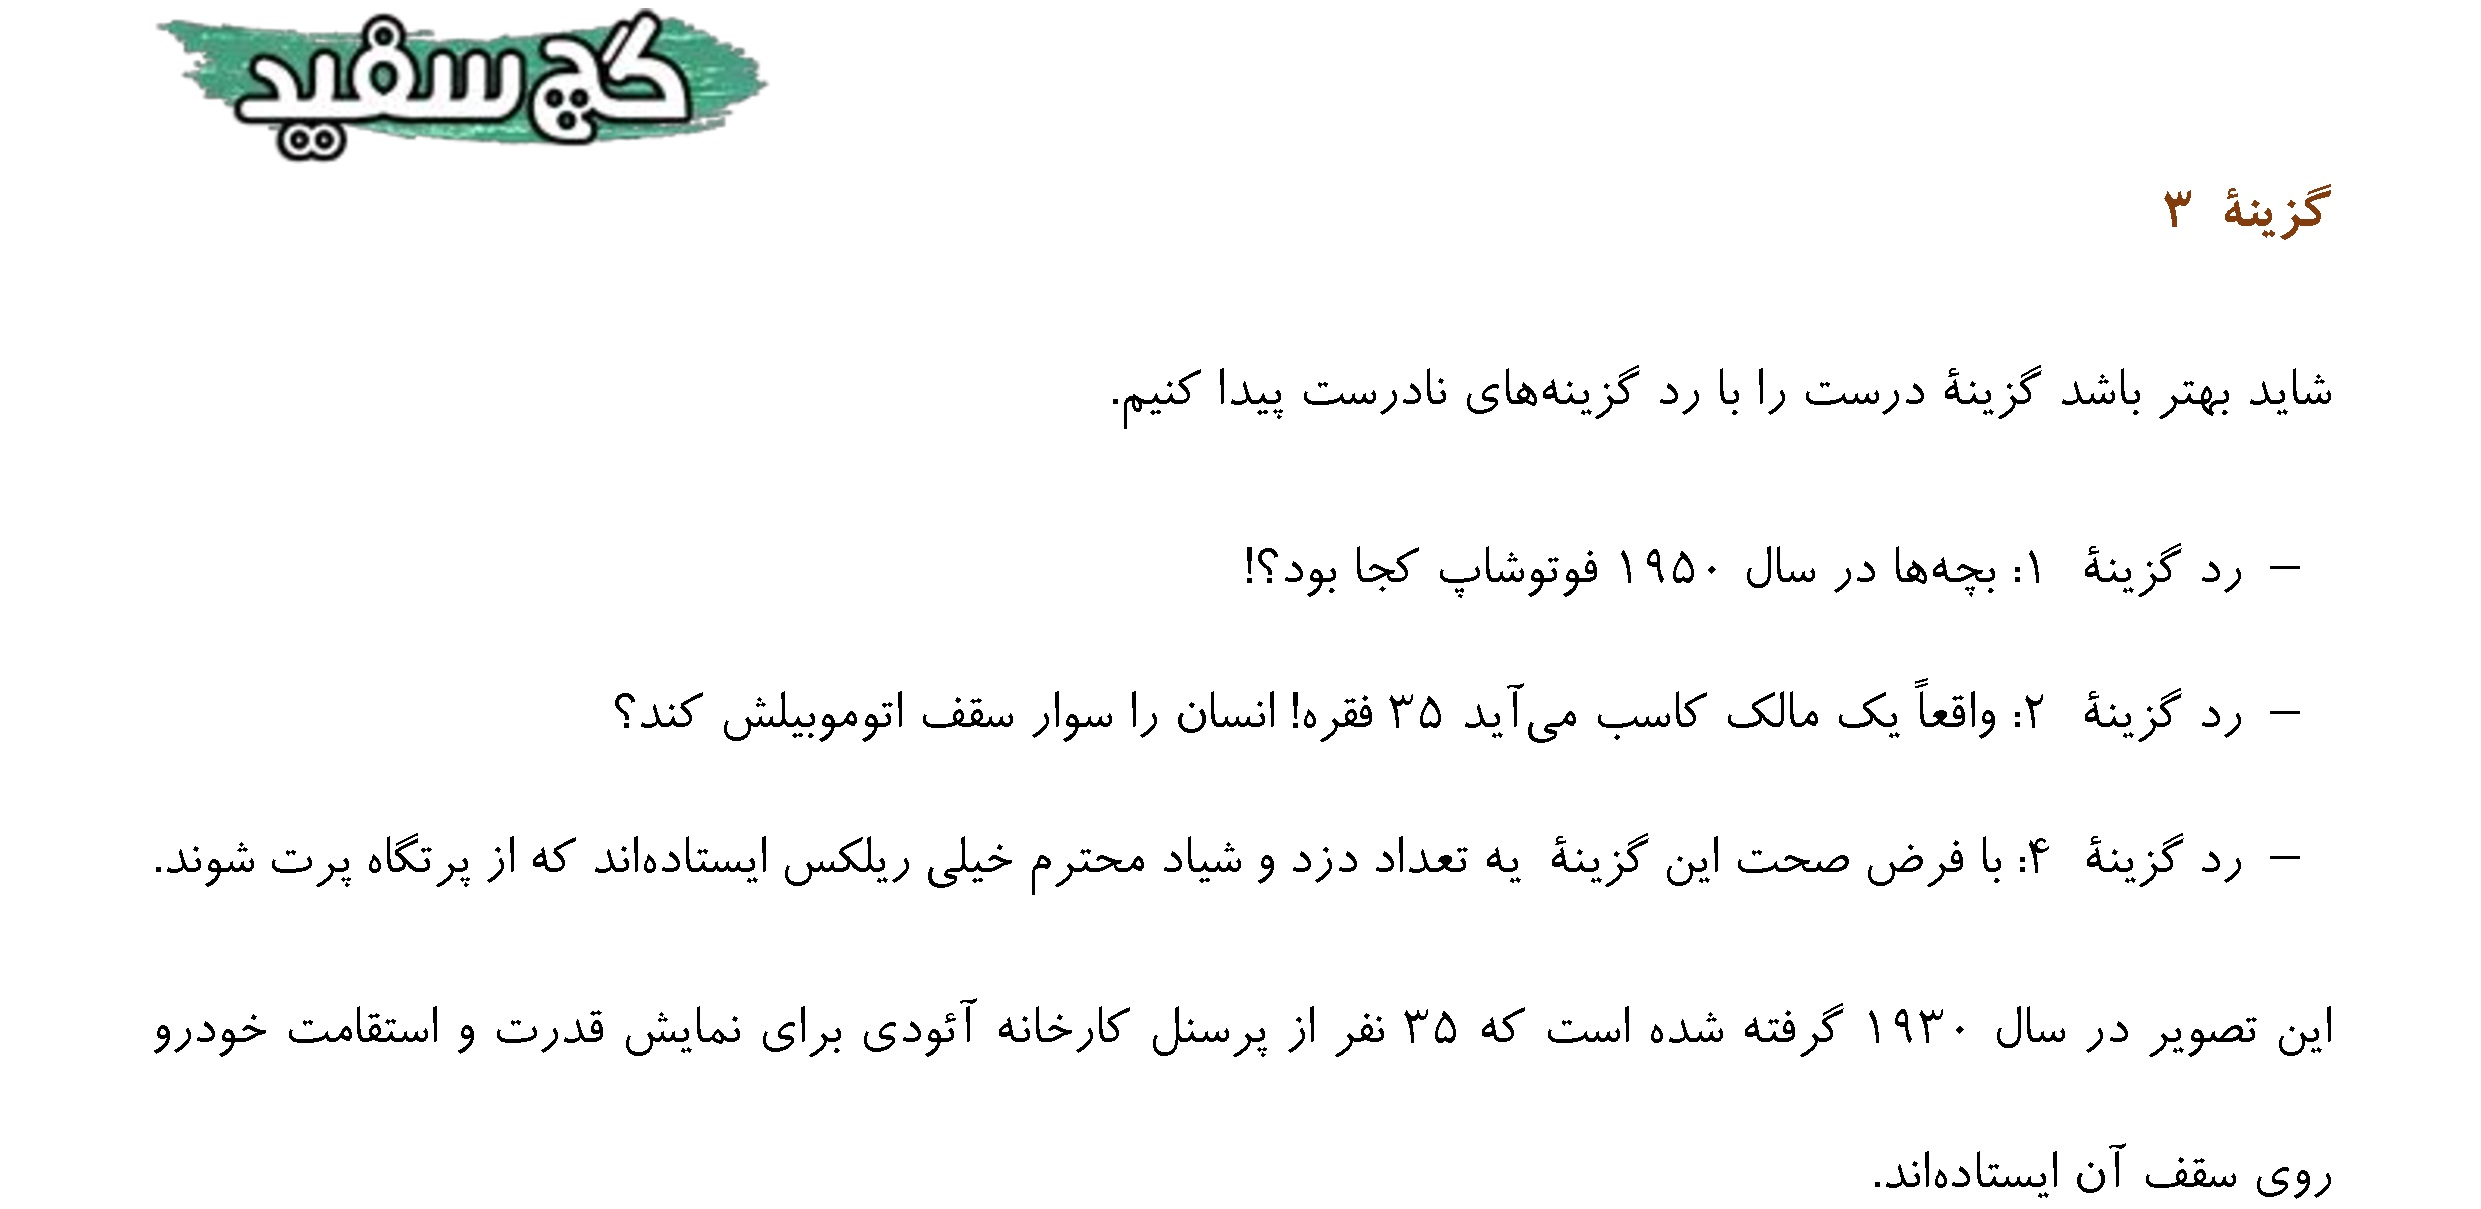 گچ سفید
گزینهٔ ۳
شاید بهتر باشد گزینهٔ درست را با رد گزینه‌های نادرست پیدا کنیم.
– رد گزینهٔ ۱: بچه‌ها در سال ۱۹۵۰ فوتوشاپ کجا بود؟!
– رد گزینهٔ ۲: واقعاً یک مالک کاسب می‌آید ۳۵ فقره! انسان را سوار سقف اتوموبیلش کند؟
– رد گزینهٔ ۴: با فرض صحت این گزینهٔ یه تعداد دزد و شیاد محترم خیلی ریلکس ایستاده‌اند که از پرتگاه پرت شوند.
این تصویر در سال ۱۹۳۰ گرفته شده است که ۳۵ نفر از پرسنل کارخانه آئودی برای نمایش قدرت و استقامت خودرو
روی سقف آن ایستاده‌اند.